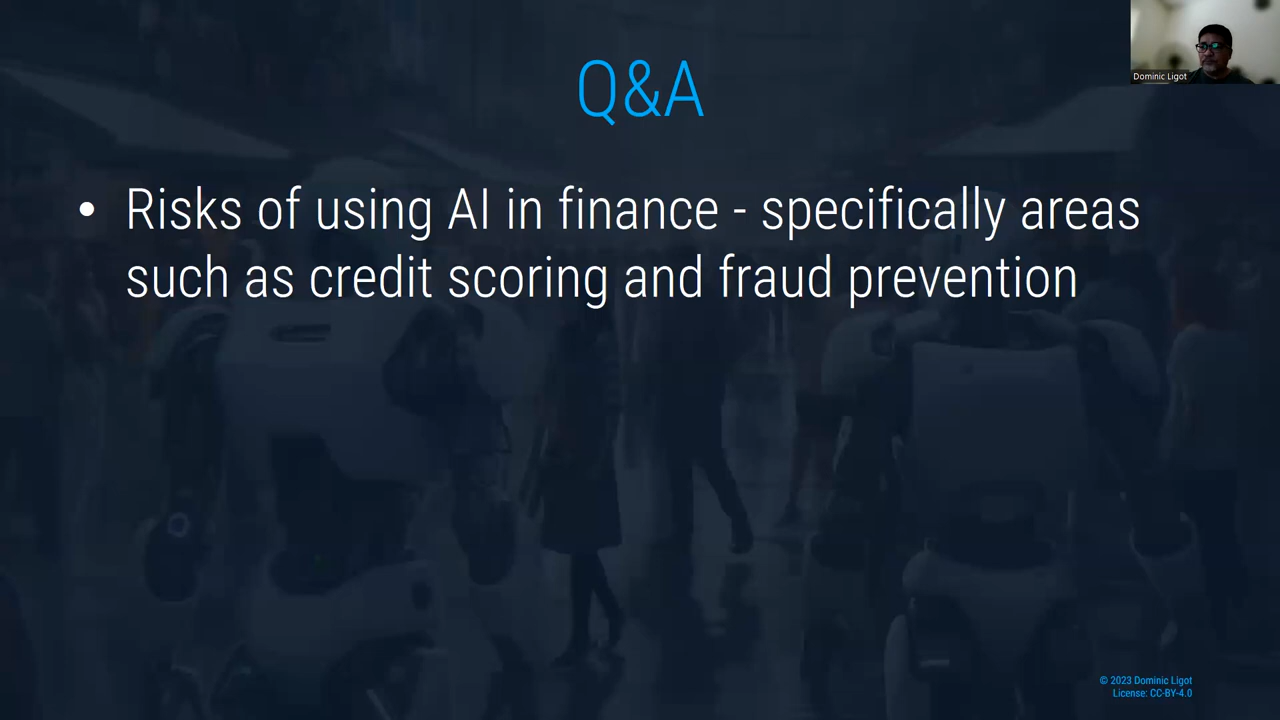 Dominic Ligot
Q&A
• Risks of using AI in finance - specifically areas
such as credit scoring and fraud prevention
© 2023 Dominic Ligot
License: CC-BY-4.0